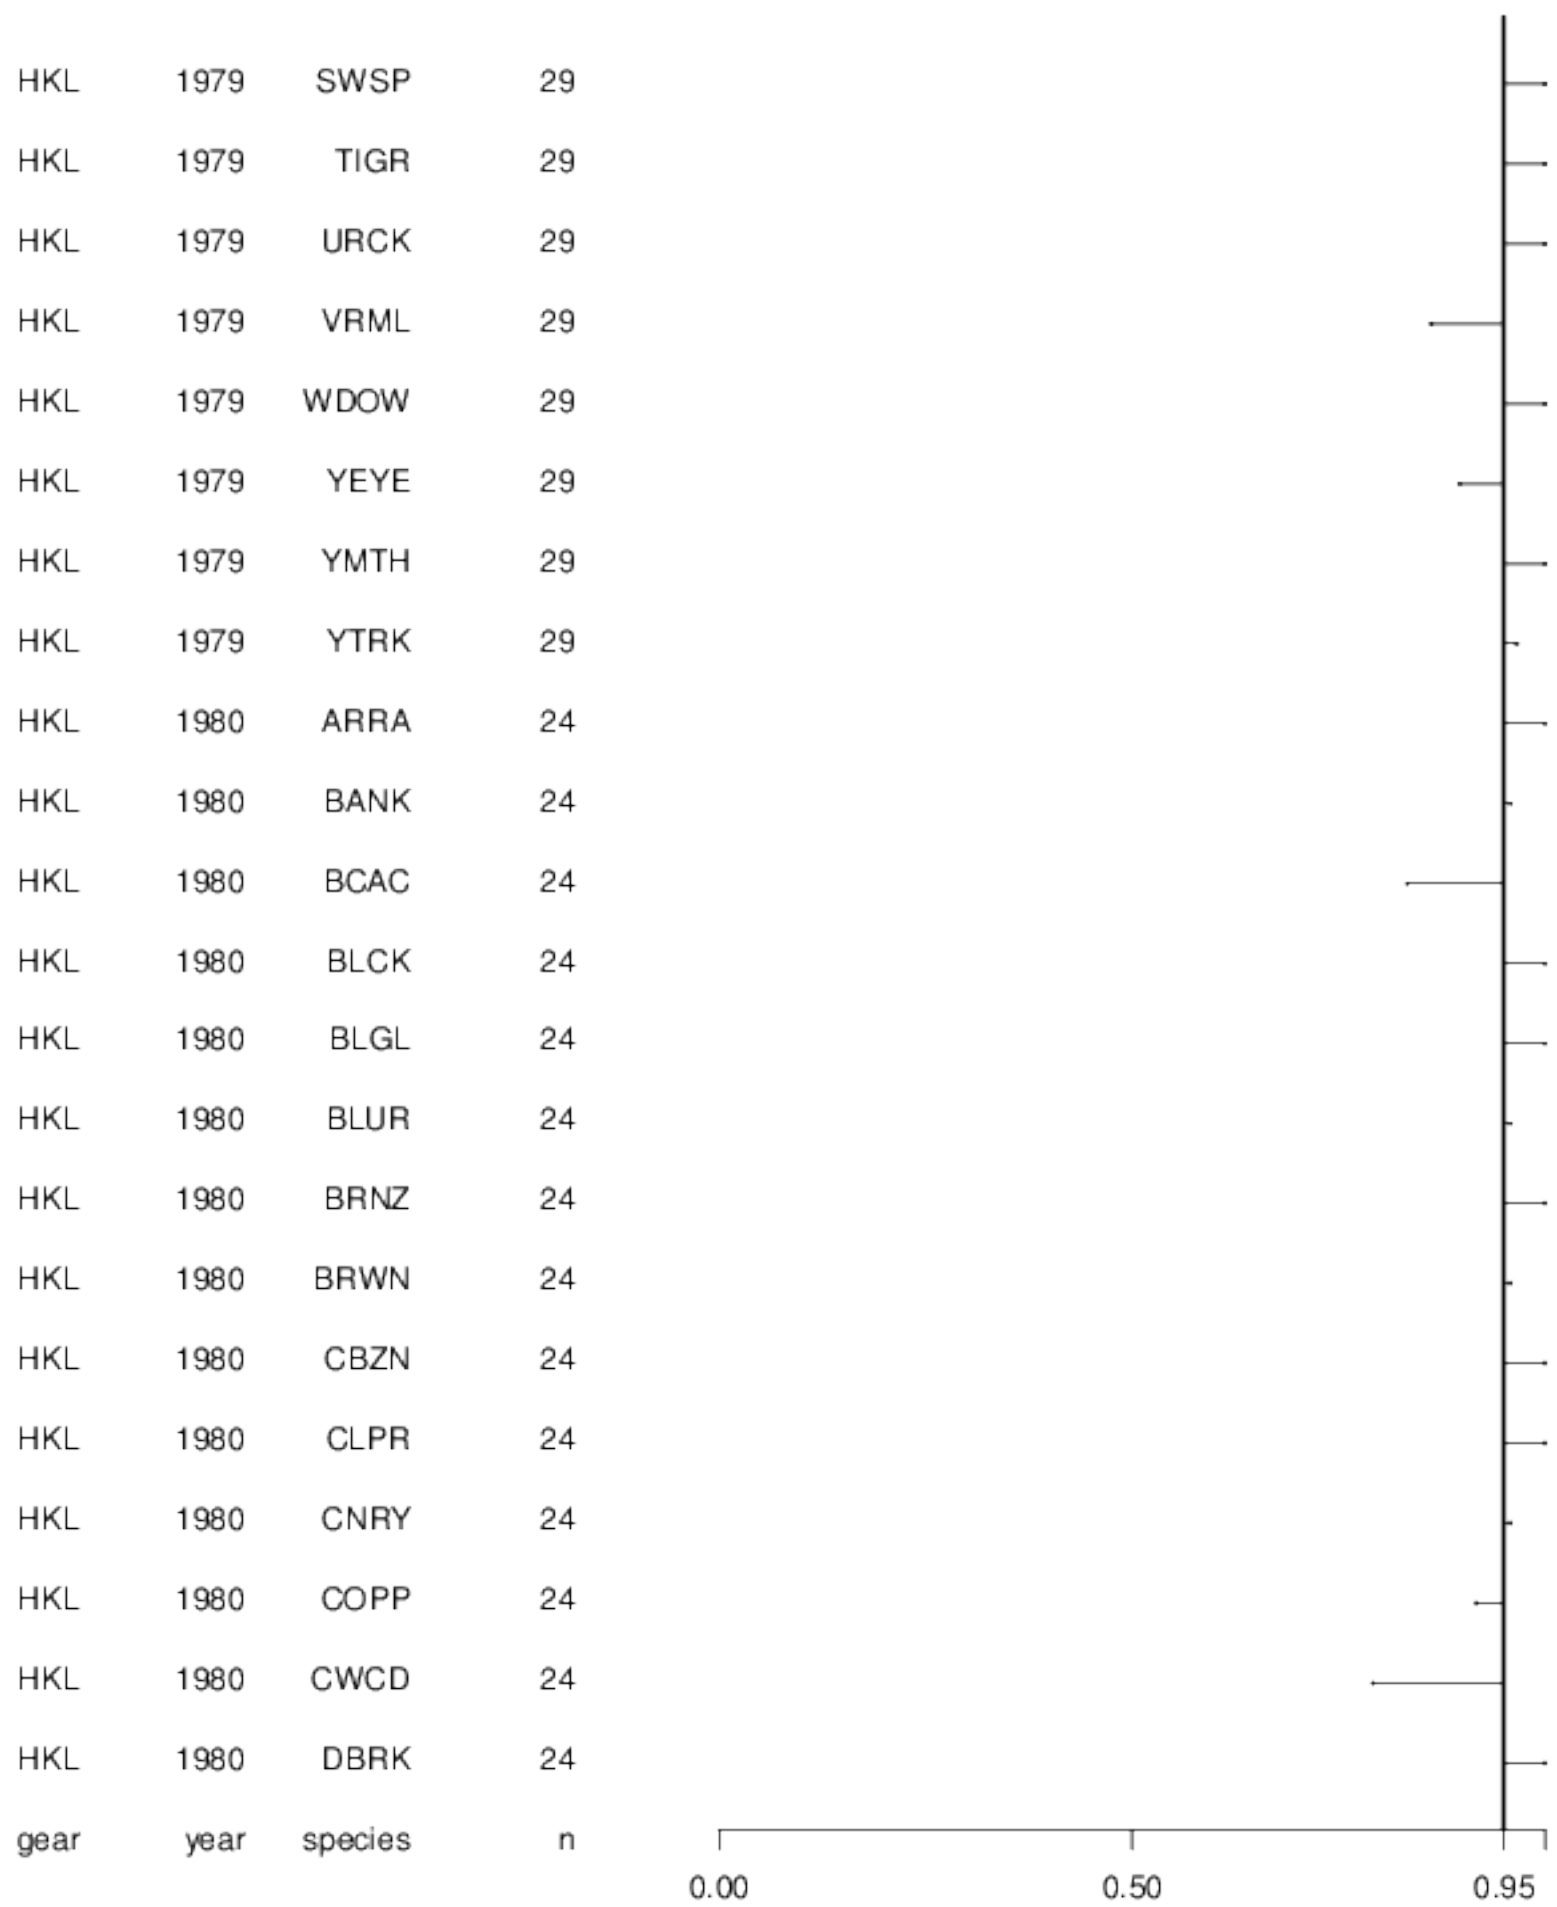 HKL 1979 SWSP 29
HKL 1979 TIGR 29
HKL 1979 URCK 29
HKL 1979 VRML 29
HKL 1979 WDOW 29
HKL 1979 YEYE 29
HKL 1979 YMTH 29
HKL 1979 YTRK 29
HKL 1980 ARRA 24
HKL 1980 BANK 24
HKL 1980 BCAC 24
HKL 1980 BLCK 24
HKL 1980 BLGL 24
HKL 1980 BLUR 24
HKL 1980 BRNZ 24
HKL 1980 BRWN 24
HKL 1980 CBZN 24
HKL 1980 CLPR 24
HKL 1980 CNRY 24
HKL 1980 COPP 24
HKL 1980 CWCD 24
HKL 1980 DBRK 24
gear year species n
0.00 0.50 0.95